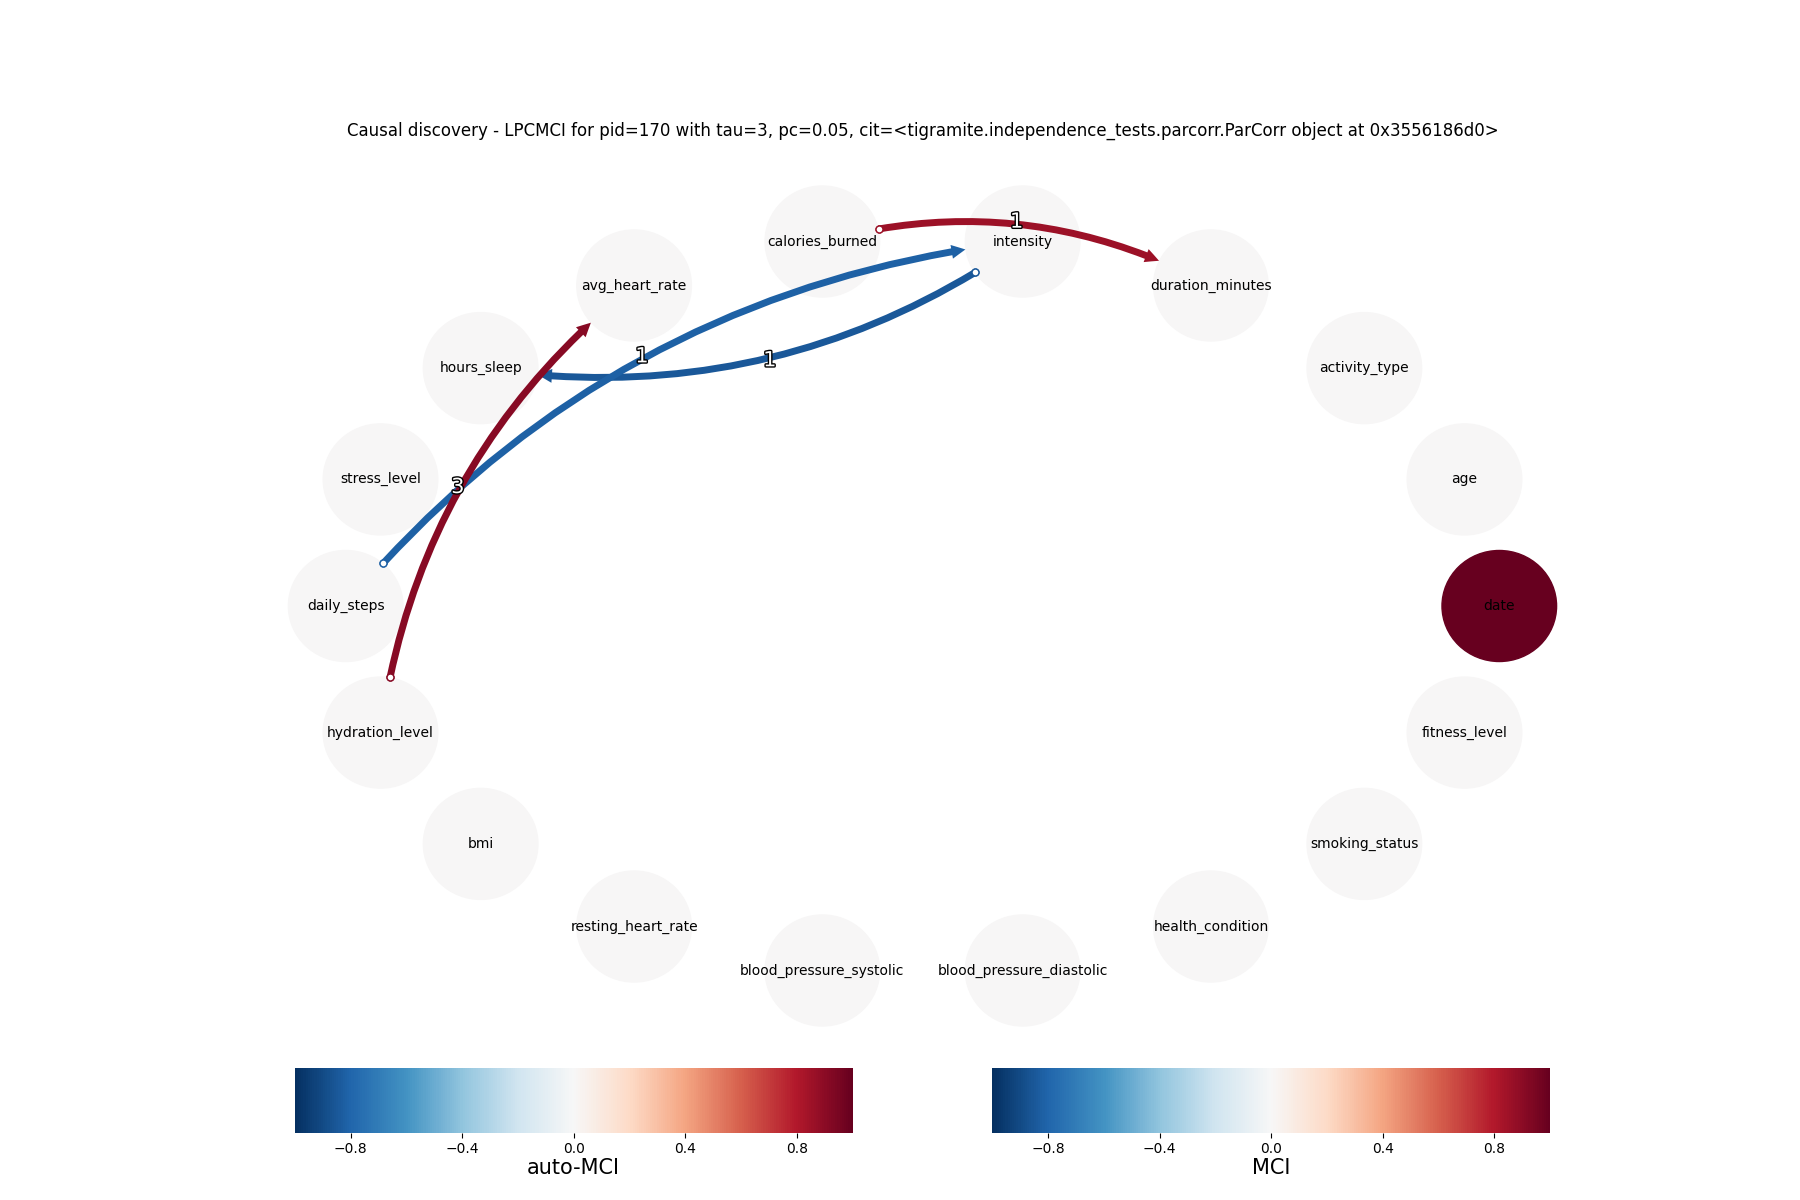 Causal discovery - LPCMCI for pid=170 with tau=3, pc=0.05, cit=<tigramite.independence_tests.parcorr.ParCorr object at 0x3556186d0>
1
calories_burned
intensity
avg_heart_rate
duration_minutes
1
1
hours_sleep
activity_type
stress_level
3
age
daily_steps
date
hydration_level
fitness_level
bmi
smoking_status
resting_heart_rate
health_condition
blood_pressure_systolic
blood_pressure_diastolic
−0.8 −0.4 0.0 0.4 0.8
auto-MCI
−0.8 −0.4 0.0 0.4 0.8
MCI